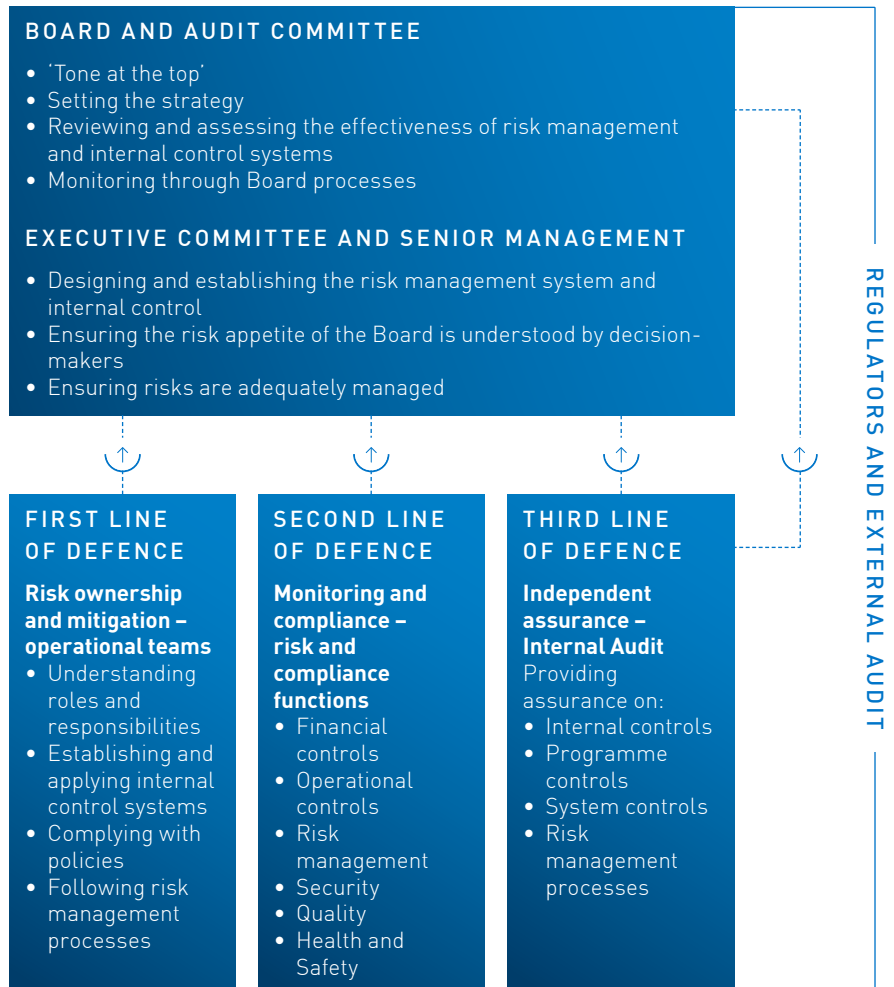 BOARD AND AUDIT COMMITTEE
• 'Tone at the top'
• Setting the strategy
• Reviewing and assessing the effectiveness of risk management
and internal control systems
• Monitoring through Board processes
EXECUTIVE COMMITTEE AND SENIOR MANAGEMENT
• Designing and establishing the risk management system and
internal control
• Ensuring the risk appetite of the Board is understood by decision-
makers
• Ensuring risks are adequately managed
FIRST LINE
OF DEFENCE
Risk ownership
and mitigation –
operational teams
• Understanding
roles and
responsibilities
• Establishing and
applying internal
control systems
• Complying with
policies
• Following risk
management
processes
SECOND LINE
OF DEFENCE
Monitoring and
compliance –
risk and
compliance
functions
• Financial
controls
• Operational
controls
• Risk
management
• Security
• Quality
• Health and
Safety
THIRD LINE
OF DEFENCE
Independent
assurance –
Internal Audit
Providing
assurance on:
• Internal controls
• Programme
controls
• System controls
• Risk
management
processes
REGULATORS AND EXTERNAL AUDIT